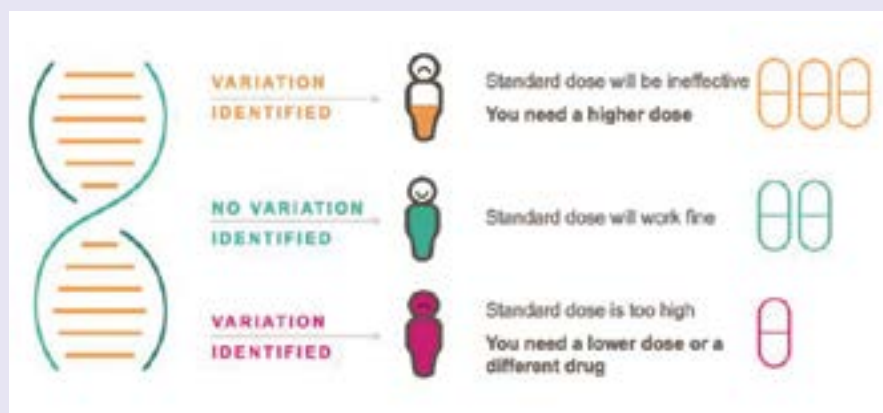 VARIATION
IDENTIFIED
Standard dose will be ineffective
You need a higher dose
NO VARIATION
IDENTIFIED
Standard dose will work fine
VARIATION
IDENTIFIED
Standard dose is too high
You need a lower dose or a
different drug